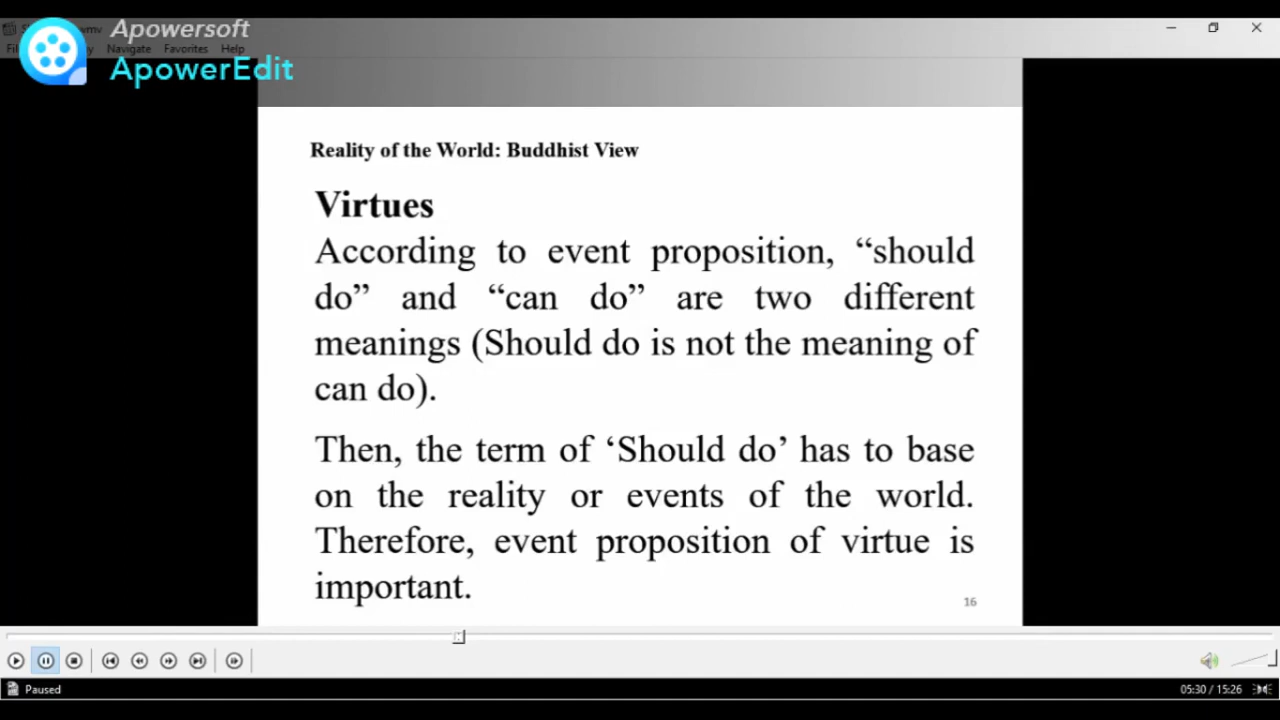 Apowersoft
ApowerEdit
Navigate Favorites Help
Reality of the World: Buddhist View
Virtues
According to event proposition, “should
do” and “can do” are two different
meanings (Should do is not the meaning of
can do).
Then, the term of ‘Should do’ has to base
on the reality or events of the world.
Therefore, event proposition of virtue is
important.
16
Paused
05:30 / 15:26